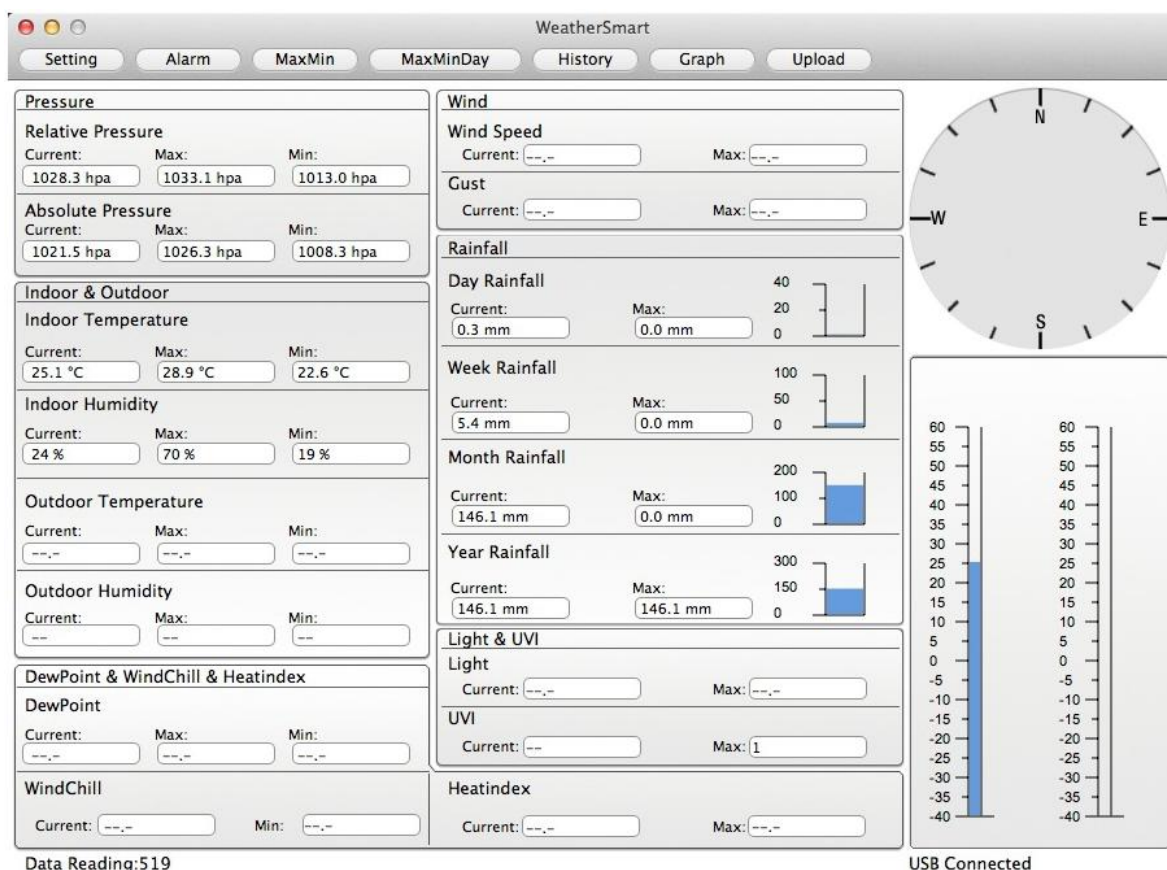 WeatherSmart
Setting Alarm MaxMin MaxMinDay History Graph Upload
Pressure
Relative Pressure
Current: Max: Min:
1028.3 hpa 1033.1 hpa 1013.0 hpa
Absolute Pressure
Current: Max: Min:
1021.5 hpa 1026.3 hpa 1008.3 hpa
Indoor & Outdoor
Indoor Temperature
Current: Max: Min:
25.1 °C 28.9 °C 22.6 °C
Indoor Humidity
Current: Max: Min:
24 % 70 % 19 %
Outdoor Temperature
Current: Max: Min:
--.- --.- --.-
Outdoor Humidity
Current: Max: Min:
-- -- --
DewPoint & WindChill & Heatindex
DewPoint
Current: Max: Min:
--.- --.- --.-
WindChill
Current: --.- Min: --.-
Wind
Wind Speed
Current: --.- Max: --.-
Gust
Current: --.- Max: --.-
Rainfall
Day Rainfall
Current: Max:
0.3 mm 0.0 mm
40
20
0
Week Rainfall
Current: Max:
5.4 mm 0.0 mm
100
50
0
Month Rainfall
Current: Max:
146.1 mm 0.0 mm
200
100
0
Year Rainfall
Current: Max:
146.1 mm 146.1 mm
300
150
0
Light & UVI
Light
Current: --.- Max: --.-
UVI
Current: -- Max: 1
Heatindex
Current: --.- Max: --.-
N
W E
S
60 60
55 55
50 50
45 45
40 40
35 35
30 30
25 25
20 20
15 15
10 10
5 5
0 0
-5 -5
-10 -10
-15 -15
-20 -20
-25 -25
-30 -30
-35 -35
-40 -40
Data Reading:519
USB Connected